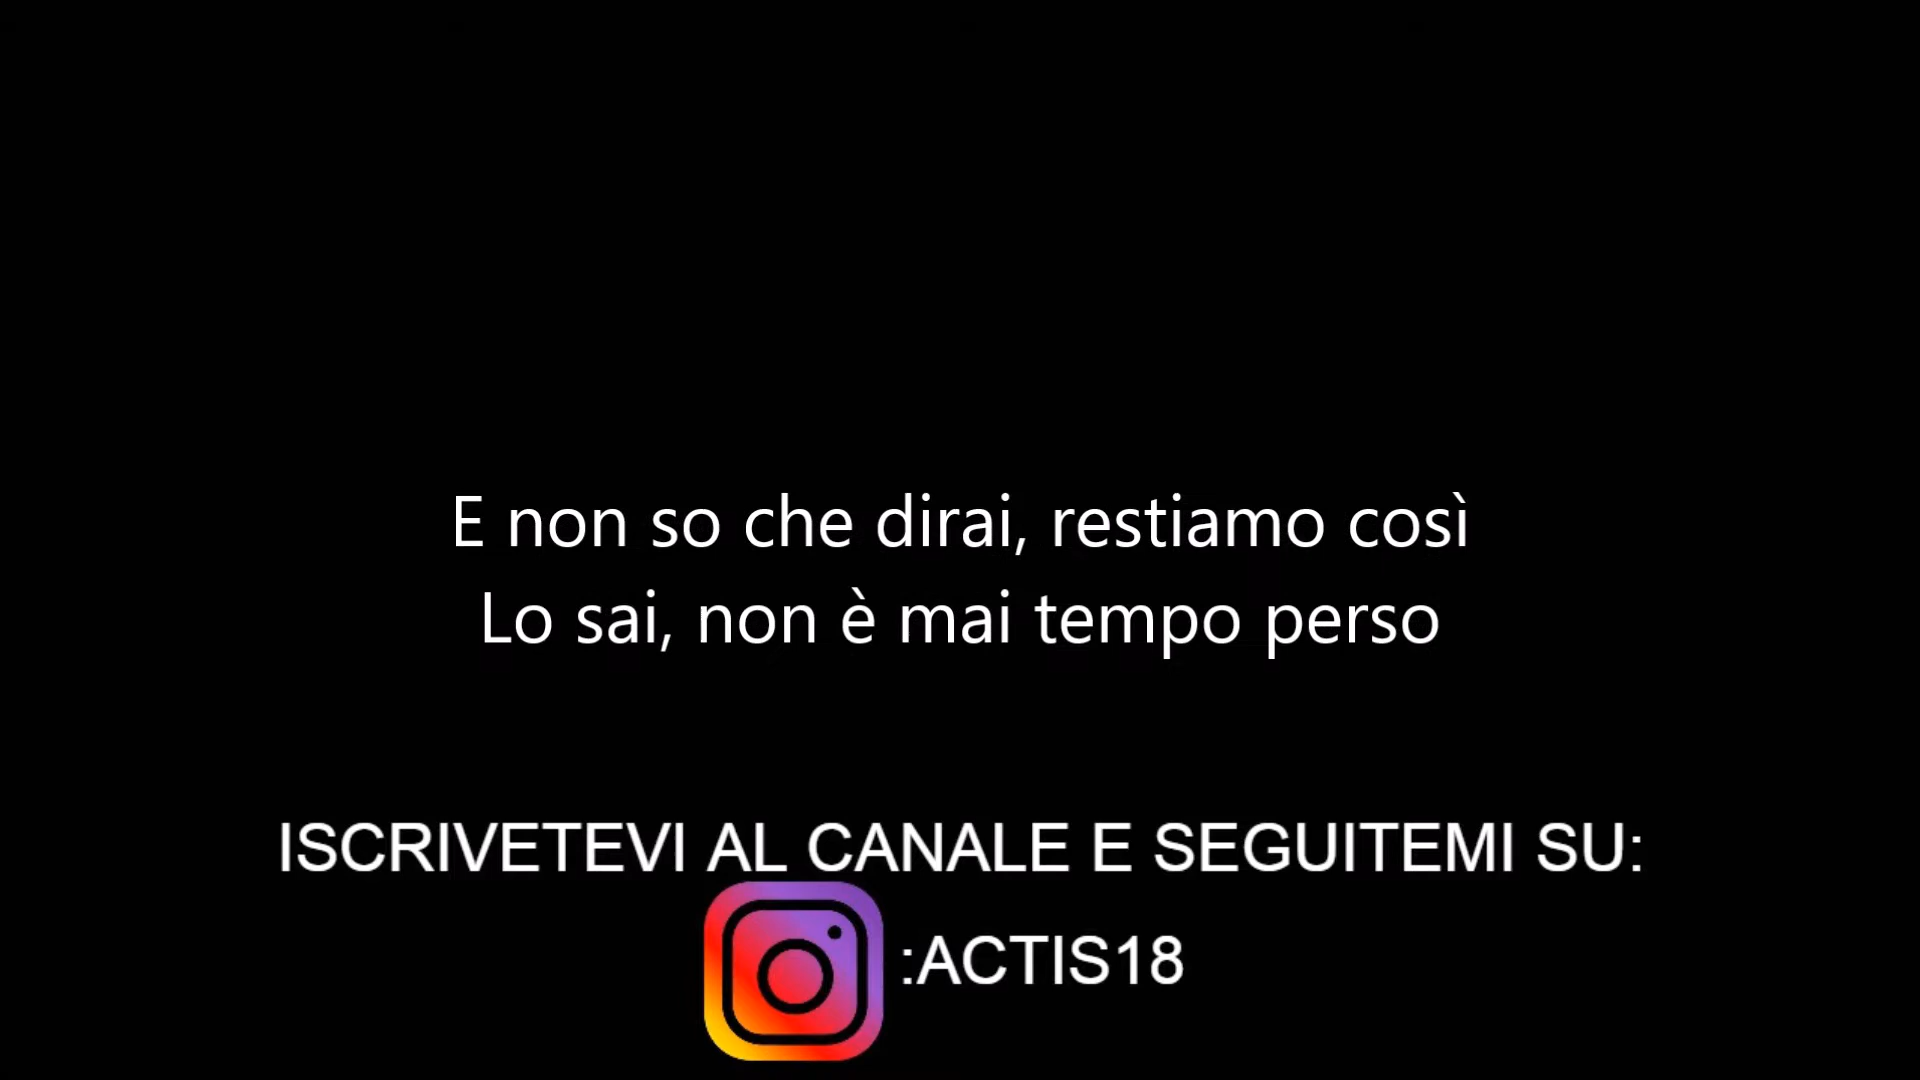 E non so che dirai, restiamo così
Lo sai, non è mai tempo perso
ISCRIVETEVI AL CANALE E SEGUITEMI SU:
:ACTIS18